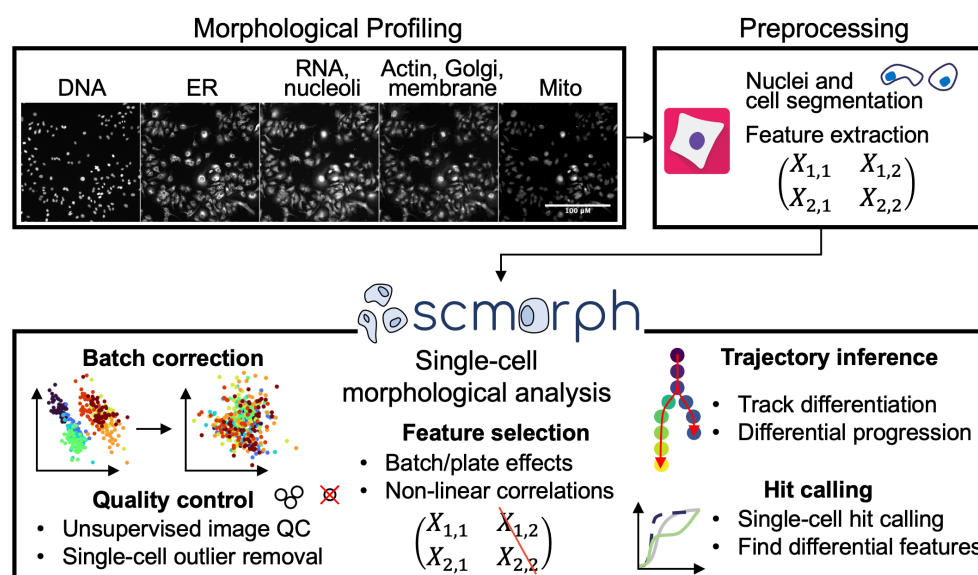 Morphological Profiling
DNA
ER
RNA,
nucleoli
Actin, Golgi,
membrane
Mito
100 µM
Preprocessing
Nuclei and
cell segmentation
Feature extraction
X1,1 X1,2
X2,1 X2,2
scmorph
Single-cell
morphological analysis
Batch correction
Quality control
• Unsupervised image QC
• Single-cell outlier removal
Feature selection
• Batch/plate effects
• Non-linear correlations
X1,1 X1,2
X2,1 X2,2
Trajectory inference
• Track differentiation
• Differential progression
Hit calling
• Single-cell hit calling
• Find differential features